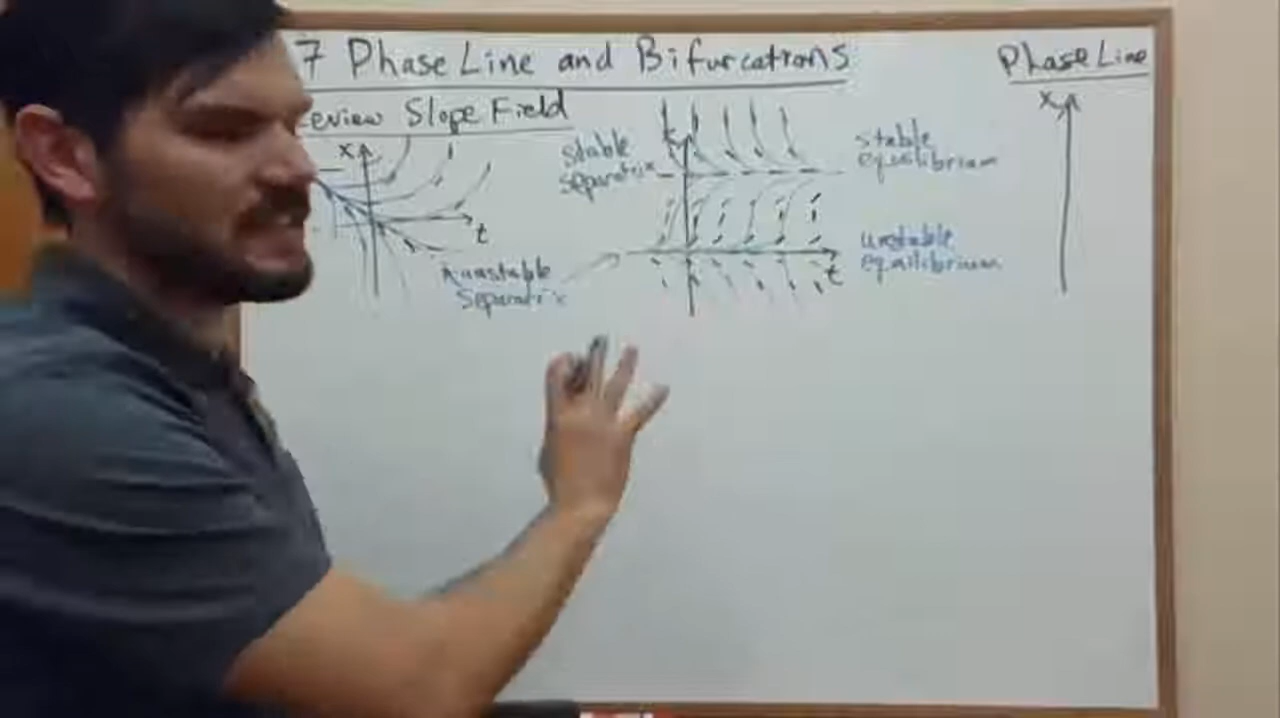 7 Phase Line and Bifurcations
Phase Line
eview Slope Field
x
t
unstable
separatrix
stable
separatrix
t
stable
equilibrium
unstable
equilibrium
x